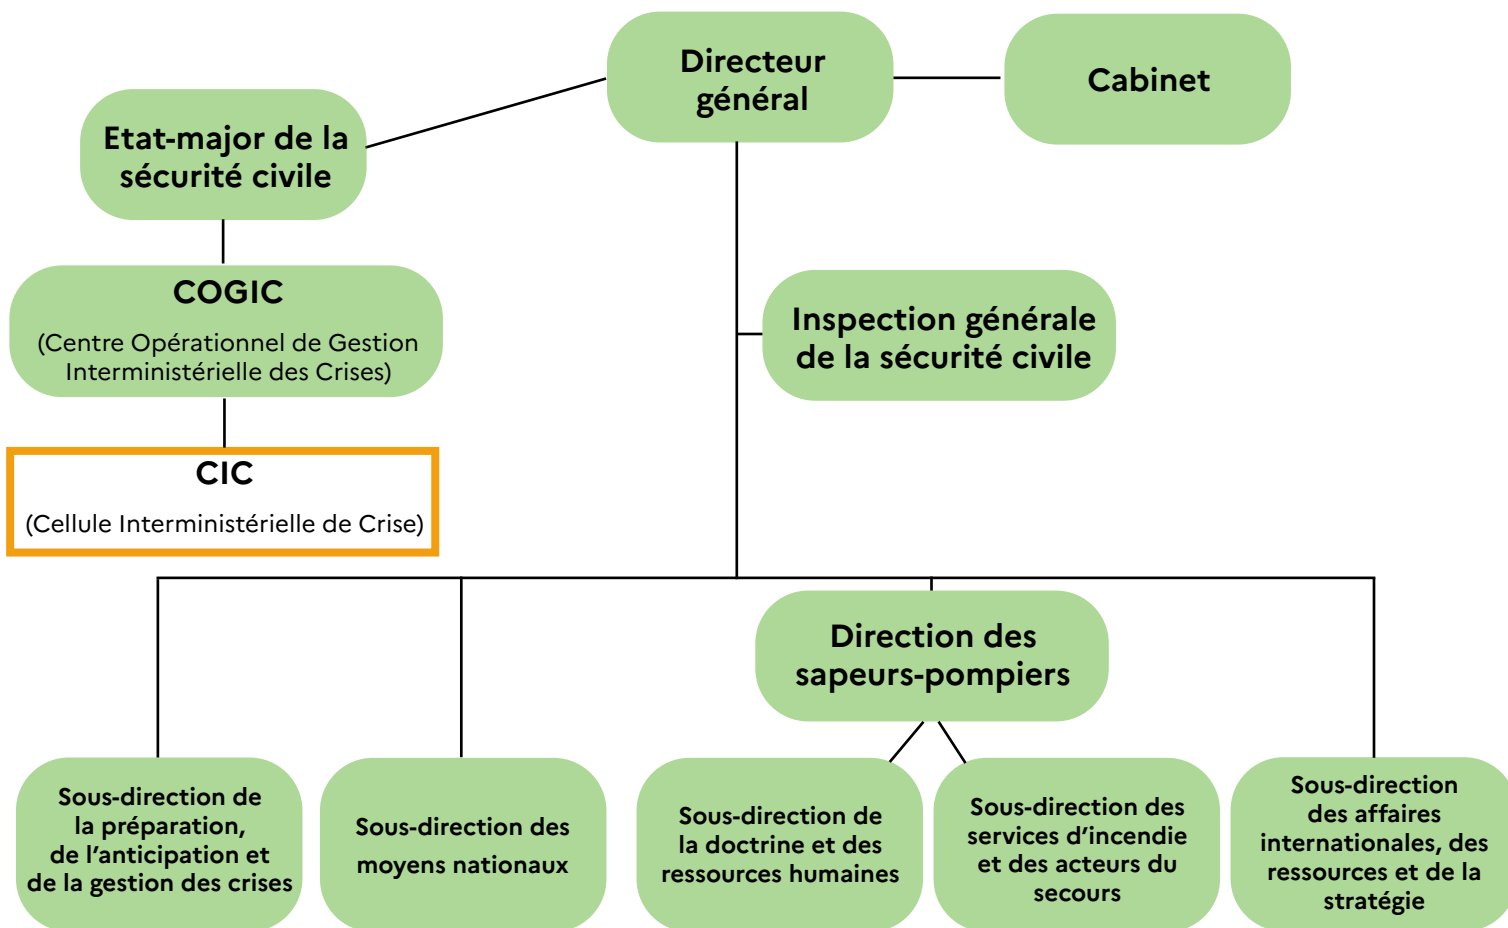 Directeur
général
Cabinet
Etat-major de la
sécurité civile
COGIC
(Centre Opérationnel de Gestion
Interministérielle des Crises)
Inspection générale
de la sécurité civile
CIC
(Cellule Interministérielle de Crise)
Direction des
sapeurs-pompiers
Sous-direction de
la préparation,
de l'anticipation et
de la gestion des crises
Sous-direction des
moyens nationaux
Sous-direction de
la doctrine et des
ressources humaines
Sous-direction des
services d'incendie
et des acteurs du
secours
Sous-direction
des affaires
internationales, des
ressources et de la
stratégie